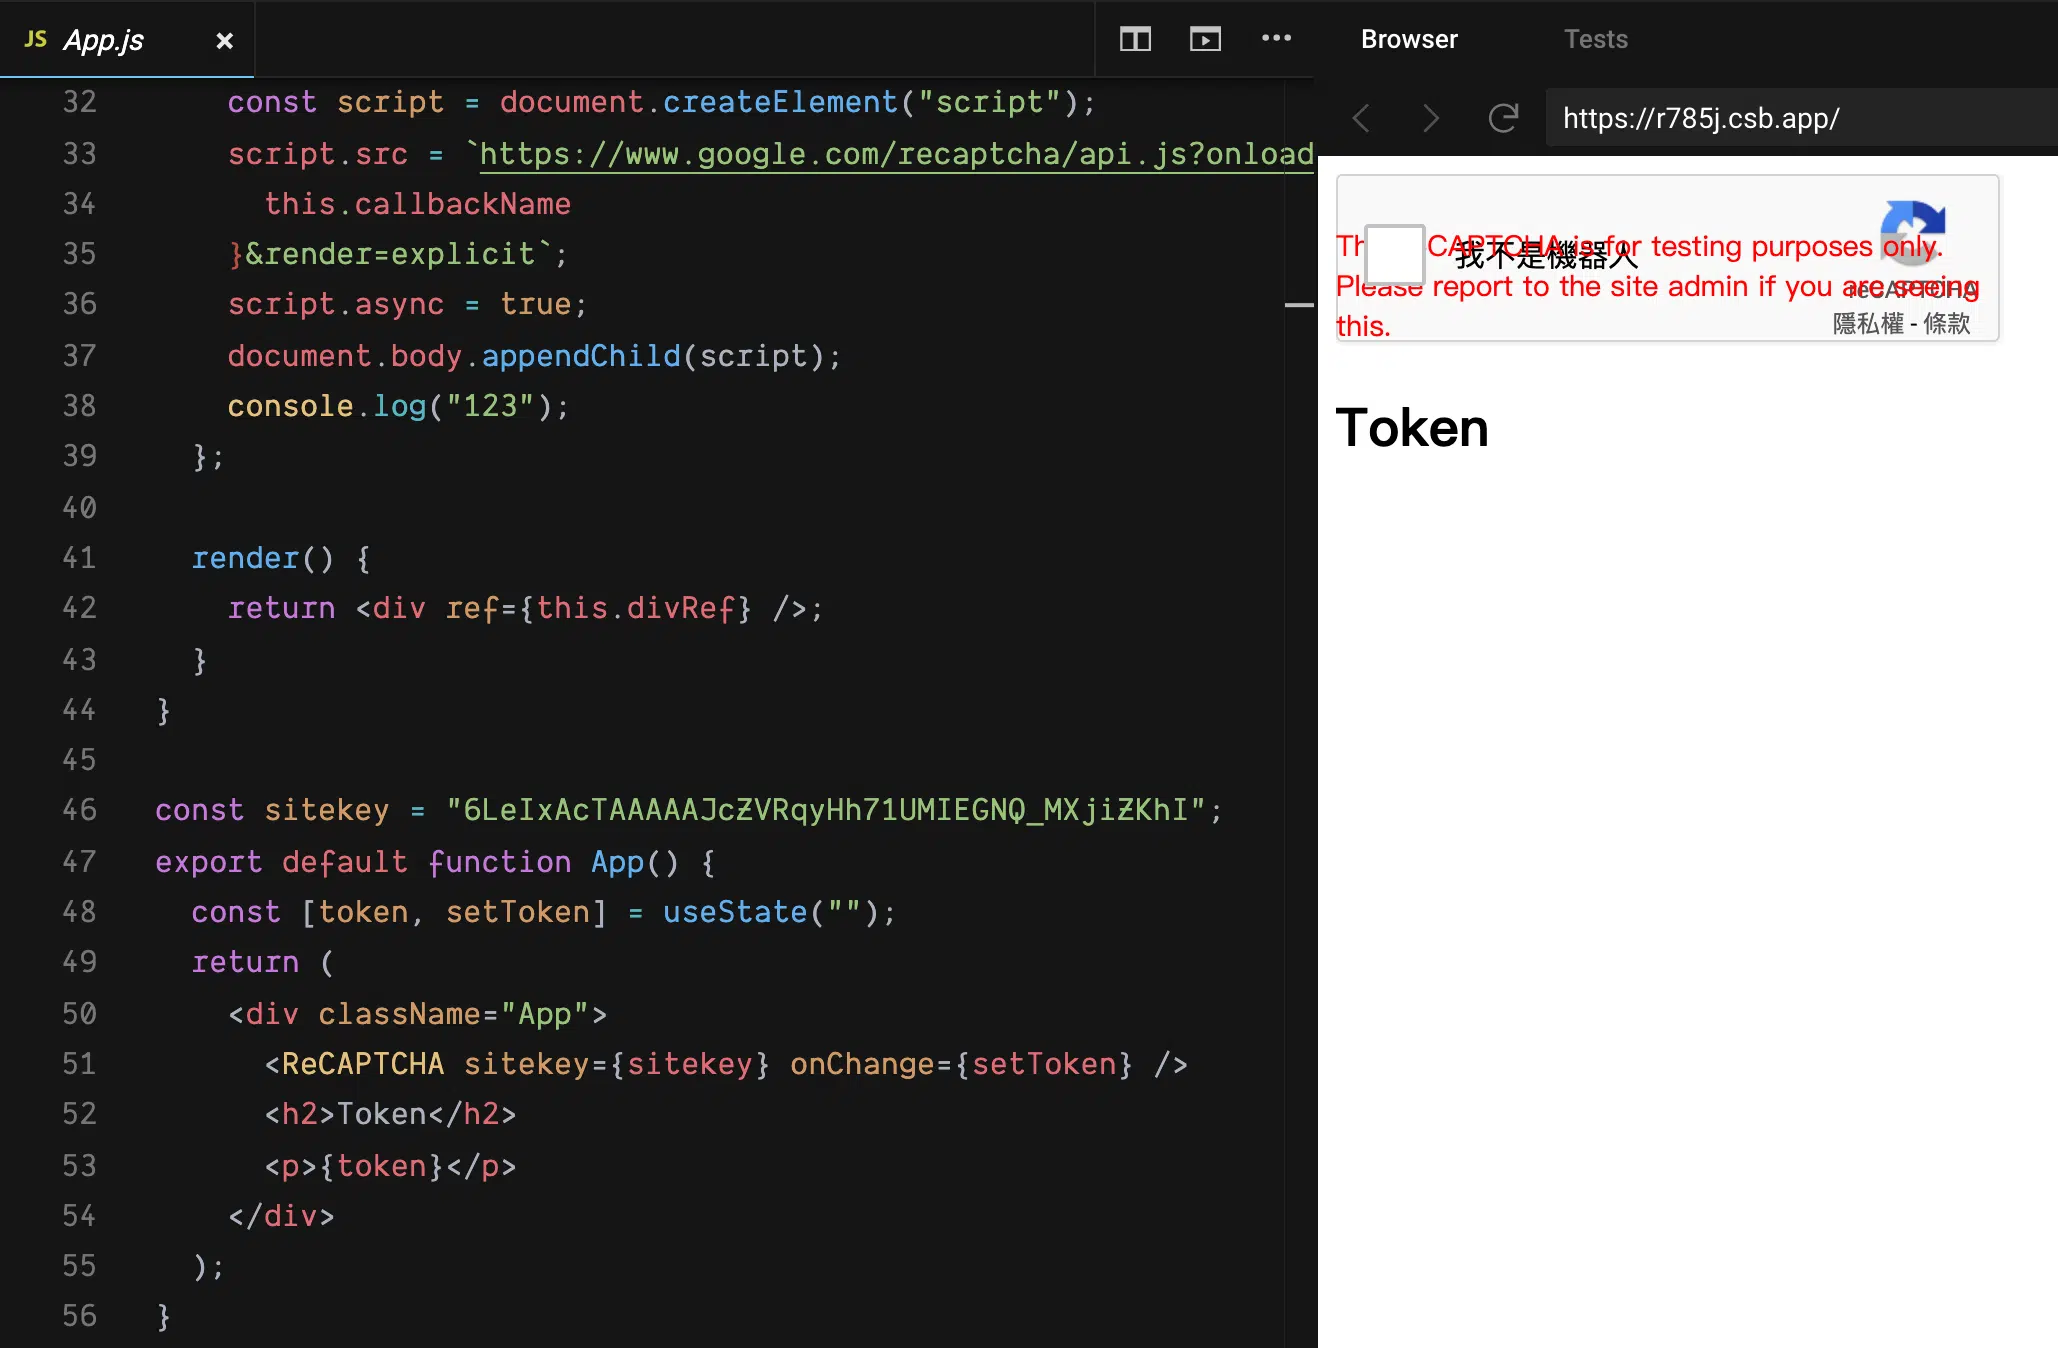 JS App.js ×
32 const script = document.createElement("script");
33 script.src = `https://www.google.com/recaptcha/api.js?onload
34 this.callbackName
35 }&render=explicit`;
36 script.async = true;
37 document.body.appendChild(script);
38 console.log("123");
39 };
40
41 render() {
42 return <div ref={this.divRef} />;
43 }
44 }
45
46 const sitekey = "6LeIxAcTAAAAAJcZVRqyHh71UMIEGNQ_MXjiZKhI";
47 export default function App() {
48 const [token, setToken] = useState("");
49 return (
50 <div className="App">
51 <ReCAPTCHA sitekey={sitekey} onChange={setToken} />
52 <h2>Token</h2>
53 <p>{token}</p>
54 </div>
55 );
56 }
Browser Tests
https://r785j.csb.app/
CAPTCHA is for testing purposes only.
我不是機器人
Please report to the site admin if you are seeing
this.
reCAPTCHA
隱私權 - 條款
Token